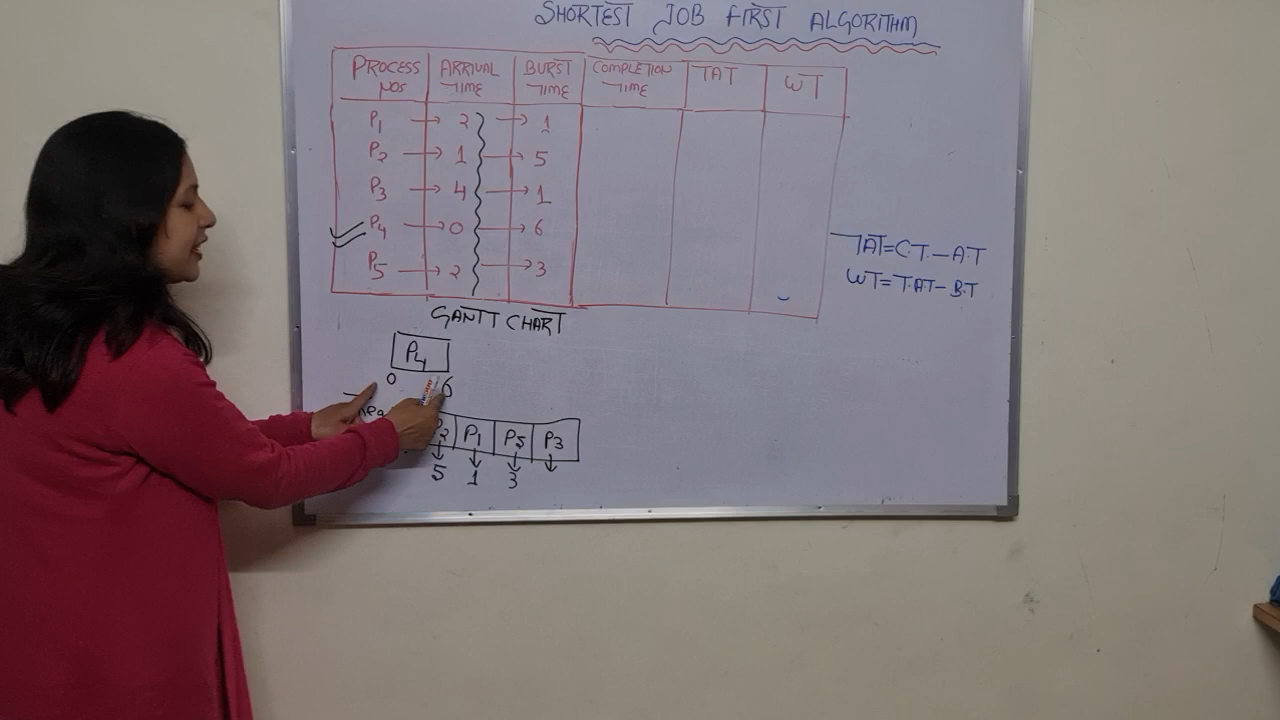 SHORTEST JOB FIRST ALGORITHM
PROCESS NOS ARRIVAL TIME BURST TIME COMPLETION TIME TAT WT
P1 → 2 → 1
P2 → 1 → 5
P3 → 4 → 1
P4 → 0 → 6
P5 → 2 → 3
TAT=C.T.-A.T
WT=T.A.T-B.T
GANTT CHART
P4
0 6
P2 P1 P5 P3
5 1 3